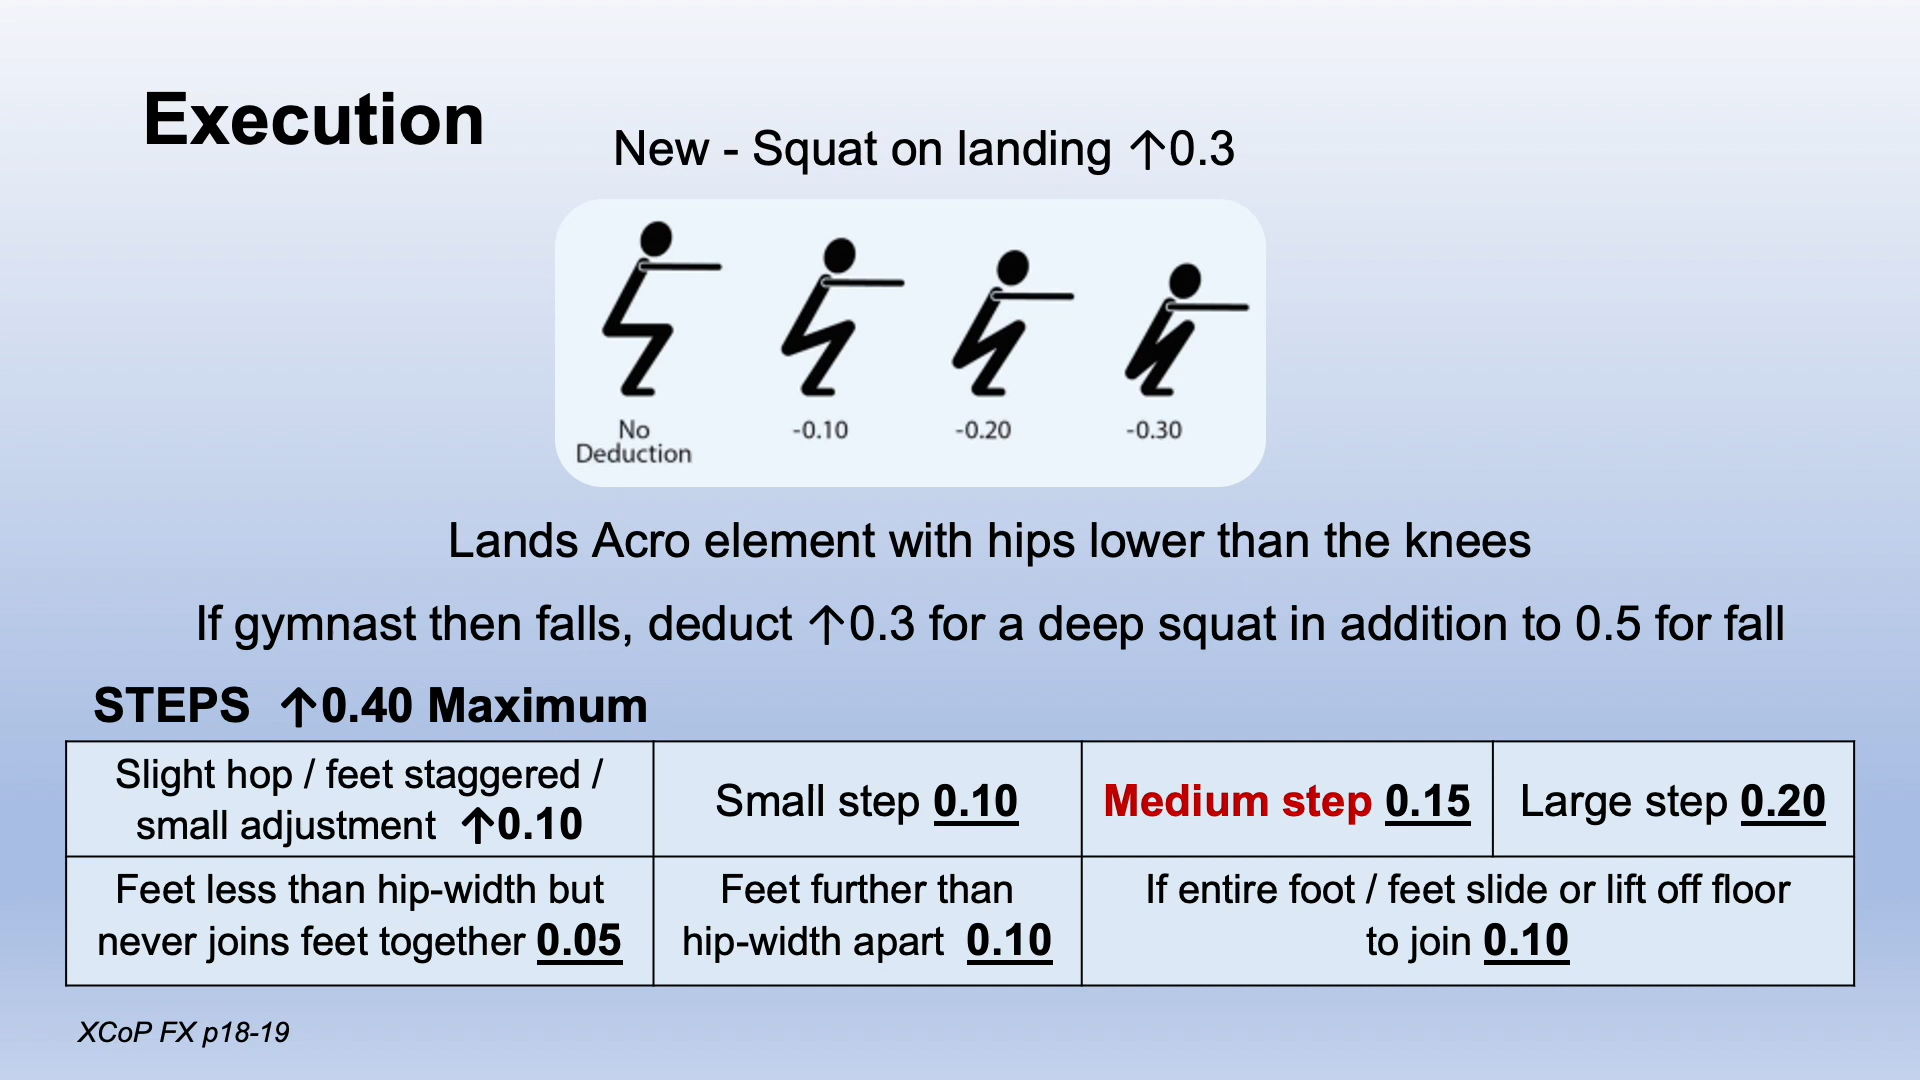 Execution
New - Squat on landing ↑0.3
No
Deduction
-0.10
-0.20
-0.30
Lands Acro element with hips lower than the knees
If gymnast then falls, deduct ↑0.3 for a deep squat in addition to 0.5 for fall
STEPS ↑0.40 Maximum
Slight hop / feet staggered /
small adjustment ↑0.10
Small step 0.10
Medium step 0.15
Large step 0.20
Feet less than hip-width but
never joins feet together 0.05
Feet further than
hip-width apart 0.10
If entire foot / feet slide or lift off floor
to join 0.10
XCoP FX p18-19